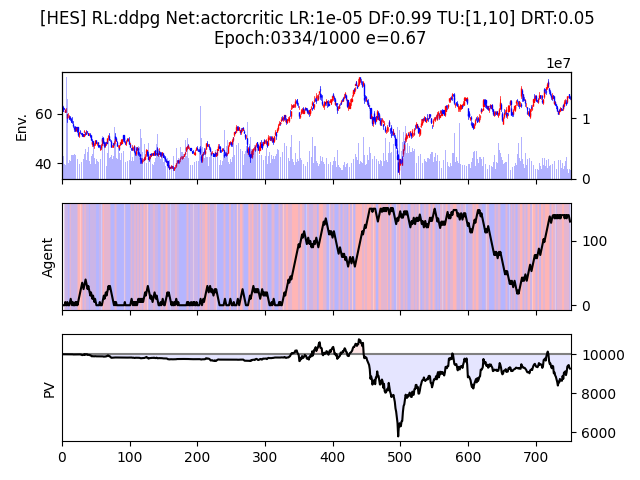 [HES] RL:ddpg Net:actorcritic LR:1e-05 DF:0.99 TU:[1,10] DRT:0.05
Epoch:0334/1000 e=0.67
1e7
Env.
60
40
1
0
Agent
100
0
PV
10000
8000
6000
0 100 200 300 400 500 600 700